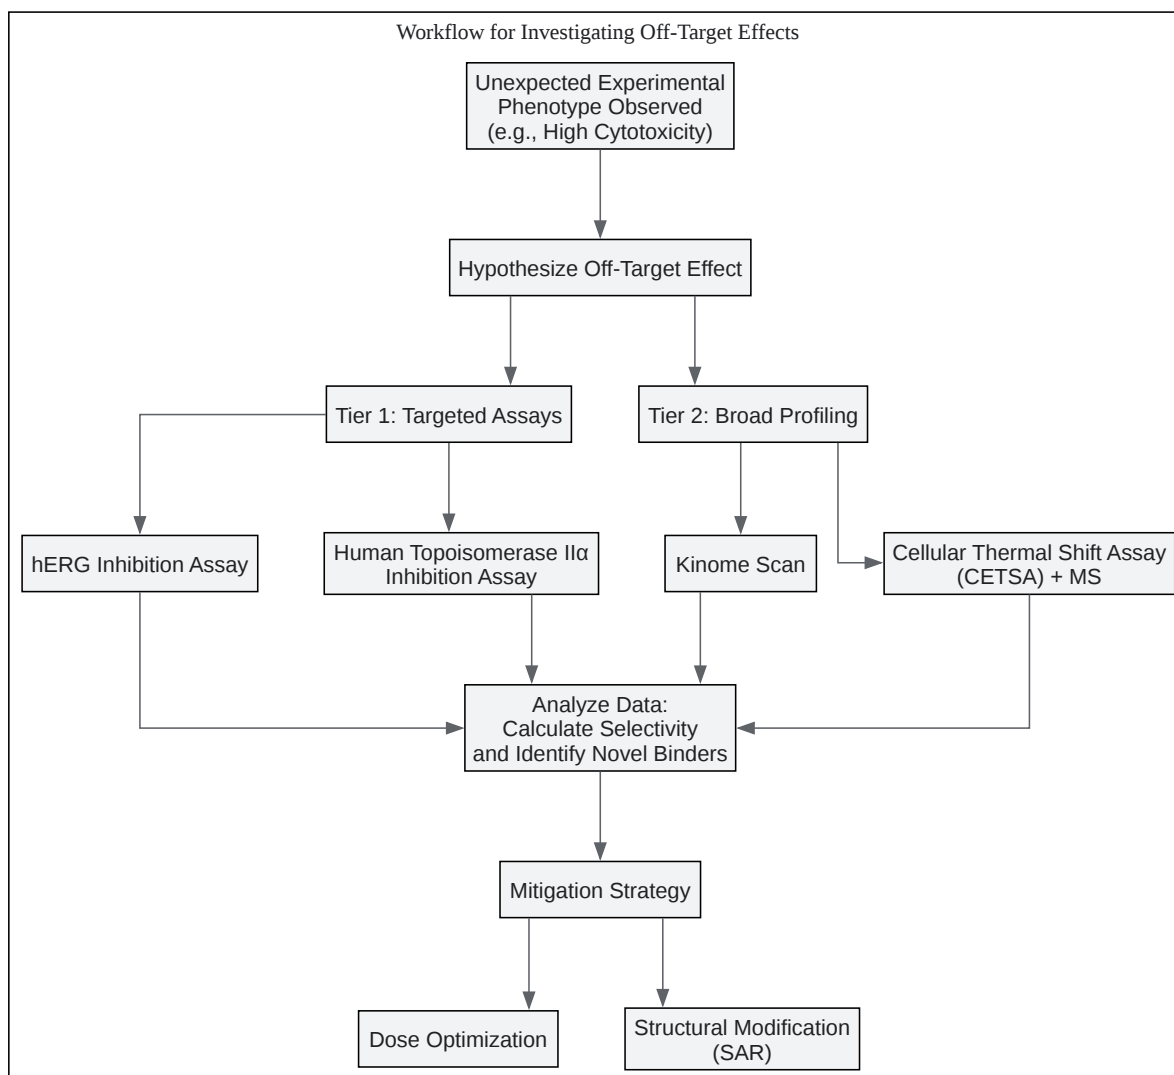 Workflow for Investigating Off-Target Effects
Unexpected Experimental
Phenotype Observed
(e.g., High Cytotoxicity)
Hypothesize Off-Target Effect
Tier 1: Targeted Assays
Tier 2: Broad Profiling
hERG Inhibition Assay
Human Topoisomerase IIα
Inhibition Assay
Kinome Scan
Cellular Thermal Shift Assay
(CETSA) + MS
Analyze Data:
Calculate Selectivity
and Identify Novel Binders
Mitigation Strategy
Dose Optimization
Structural Modification
(SAR)